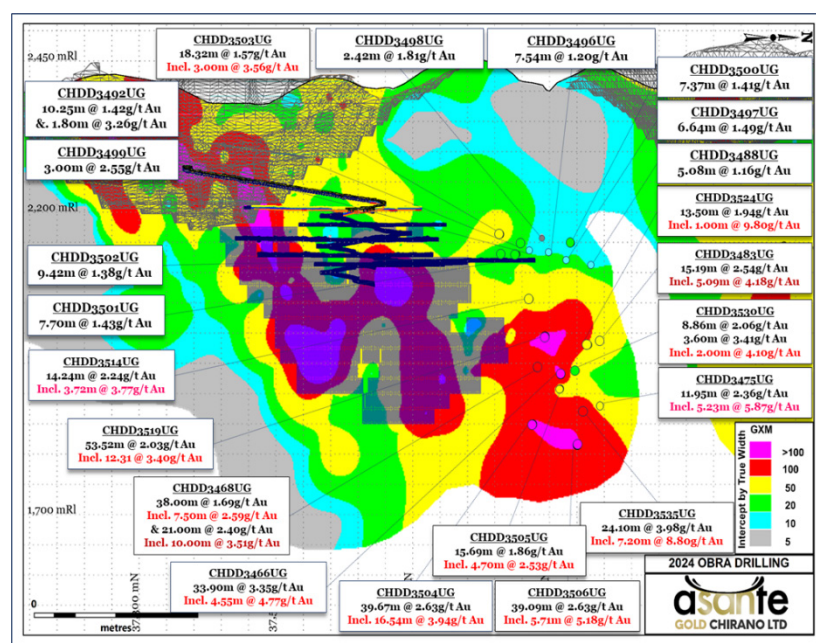 CHDD3503UG
18.32m @ 1.57g/t Au
Incl. 3.00m @ 3.56g/t Au
CHDD3498UG
2.42m @ 1.81g/t Au
CHDD3496UG
7.54m @ 1.20g/t Au
N
2,450 mRl
CHDD3492UG
10.25m @ 1.42g/t Au
&. 1.80m @ 3.26g/t Au
CHDD3500UG
7.37m @ 1.41g/t Au
CHDD3497UG
6.64m @ 1.49g/t Au
CHDD3499UG
3.00m @ 2.55g/t Au
CHDD3488UG
5.08m @ 1.16g/t Au
2,200 mRl
CHDD3524UG
13.50m @ 1.94g/t Au
Incl. 1.00m @ 9.80g/t Au
CHDD3502UG
9.42m @ 1.38g/t Au
CHDD3483UG
15.19m @ 2.54g/t Au
Incl. 5.09m @ 4.18g/t Au
CHDD3501UG
7.70m @ 1.43g/t Au
CHDD3530UG
8.86m @ 2.06g/t Au
3.60m @ 3.41g/t Au
Incl. 2.00m @ 4.10g/t Au
CHDD3514UG
14.24m @ 2.24g/t Au
Incl. 3.72m @ 3.77g/t Au
CHDD3475UG
11.95m @ 2.36g/t Au
Incl. 5.23m @ 5.87g/t Au
CHDD3519UG
53.52m @ 2.03g/t Au
Incl. 12.31 @ 3.40g/t Au
GXM
Intercept by True Width
>100
100
50
20
10
5
CHDD3468UG
38.00m @ 1.69g/t Au
Incl. 7.50m @ 2.59g/t Au
& 21.00m @ 2.40g/t Au
Incl. 10.00m @ 3.51g/t Au
1,700 mRl
CHDD3535UG
24.10m @ 3.98g/t Au
Incl. 7.20m @ 8.80g/t Au
CHDD3505UG
15.69m @ 1.86g/t Au
Incl. 4.70m @ 2.53g/t Au
CHDD3466UG
33.90m @ 3.35g/t Au
Incl. 4.55m @ 4.77g/t Au
CHDD3504UG
39.67m @ 2.63g/t Au
Incl. 16.54m @ 3.94g/t Au
CHDD3506UG
39.09m @ 2.63g/t Au
Incl. 5.71m @ 5.18g/t Au
2024 OBRA DRILLING
asante
GOLD CHIRANO LTD
0
metres